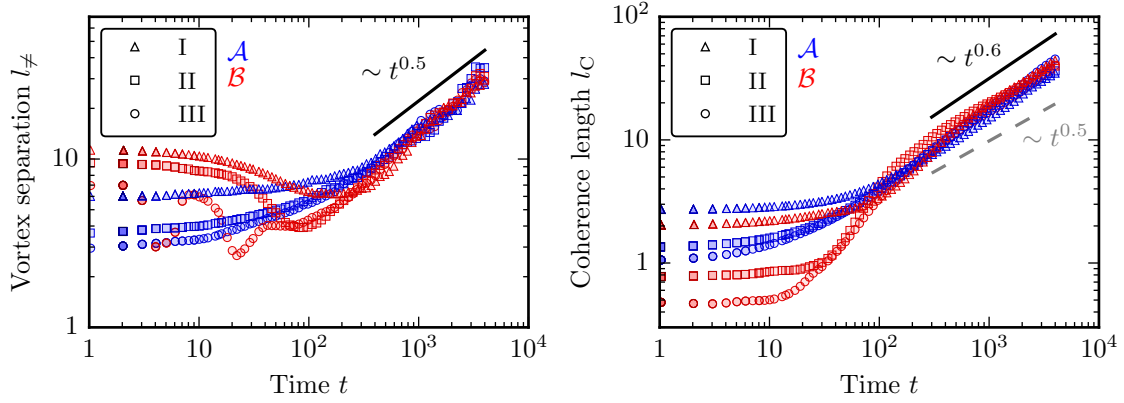 Vortex separation l≠
10
1
I
II
III
A
B
~ t^0.5
1
10
10^2
10^3
10^4
Time t
Coherence length l_C
10^2
10
1
I
II
III
A
B
~ t^0.6
~ t^0.5
1
10
10^2
10^3
10^4
Time t